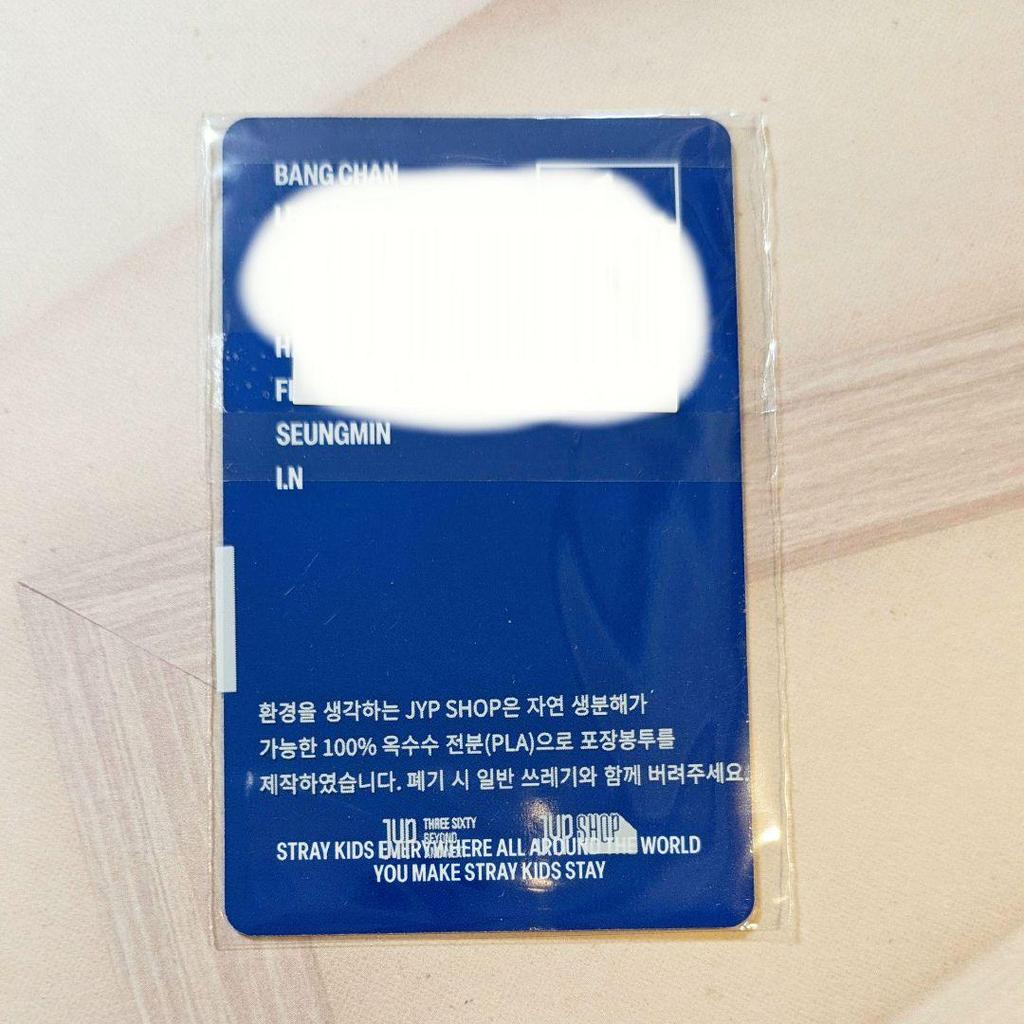 BANG CHAN
SEUNGMIN
I.N
환경을 생각하는 JYP SHOP은 자연 생분해가
가능한 100% 옥수수 전분(PLA)으로 포장봉투를
제작하였습니다. 폐기 시 일반 쓰레기와 함께 버려주세요.
JYP THREE SIXTY
BEYOND
JYP SHOP
STRAY KIDS EVERYWHERE ALL AROUND THE WORLD
YOU MAKE STRAY KIDS STAY